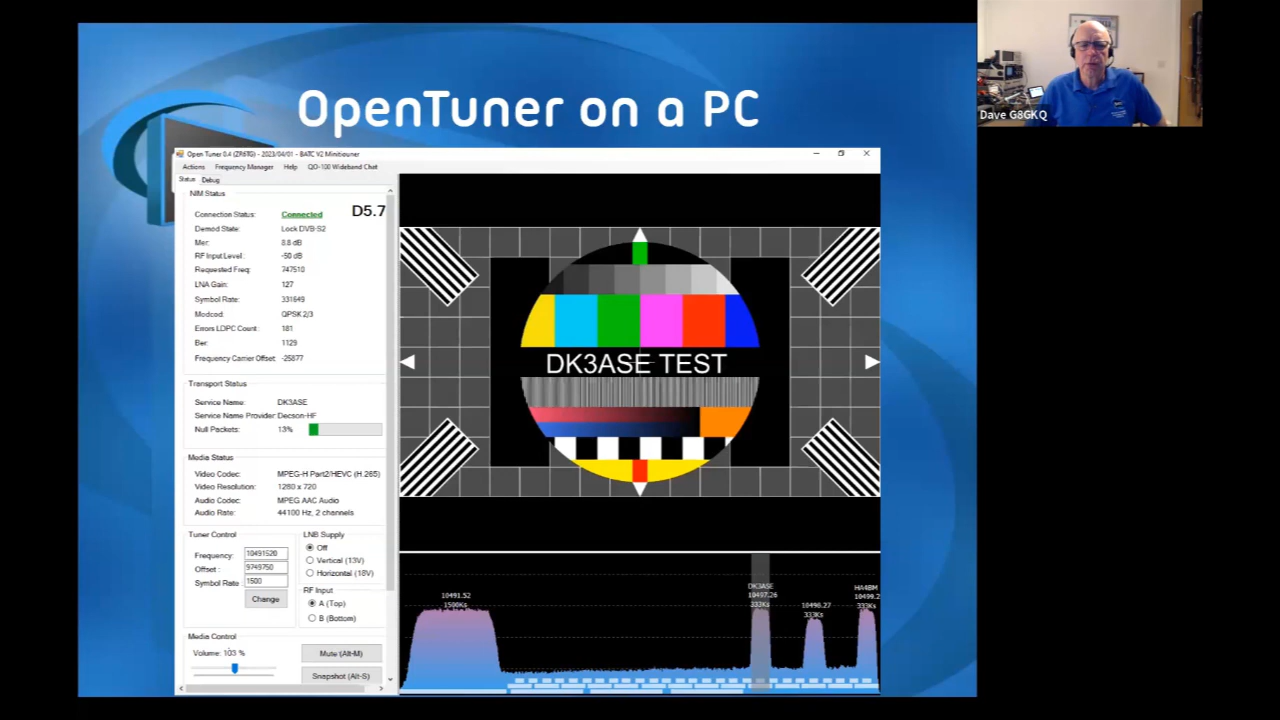 OpenTuner on a PC
Dave G8GKQ
Open Tuner 0.4 (ZR6TG) - 2023/04/01 - BATC V2 Minitiouner
Actions Frequency Manager Help QO-100 Wideband Chat
Status Debug
NIM Status
D5.7
Connection Status: Connected
Demod State: Lock DVB-S2
Mer: 8.8 dB
RF Input Level : -50 dB
Requested Freq: 747510
LNA Gain: 127
Symbol Rate: 331649
Modcod: QPSK 2/3
Errors LDPC Count : 181
Ber: 1129
Frequency Carrier Offset: -25877
Transport Status
Service Name: DK3ASE
Service Name Provider: Decson-HF
Null Packets: 13%
Media Status
Video Codec: MPEG-H Part2/HEVC (H.265)
Video Resolution: 1280 x 720
Audio Codec: MPEG AAC Audio
Audio Rate: 44100 Hz, 2 channels
Tuner Control
Frequency: 10491520
Offset : 9749750
Symbol Rate : 1500
Change
LNB Supply
Off
Vertical (13V)
Horizontal (18V)
RF Input
A (Top)
B (Bottom)
Media Control
Volume: 103 %
Mute (Alt-M)
Snapshot (Alt-S)
DK3ASE TEST
10491.52
1500Ks
DK3ASE
10497.26
333Ks
10498.27
333Ks
HA4BM
10499.2
333Ks